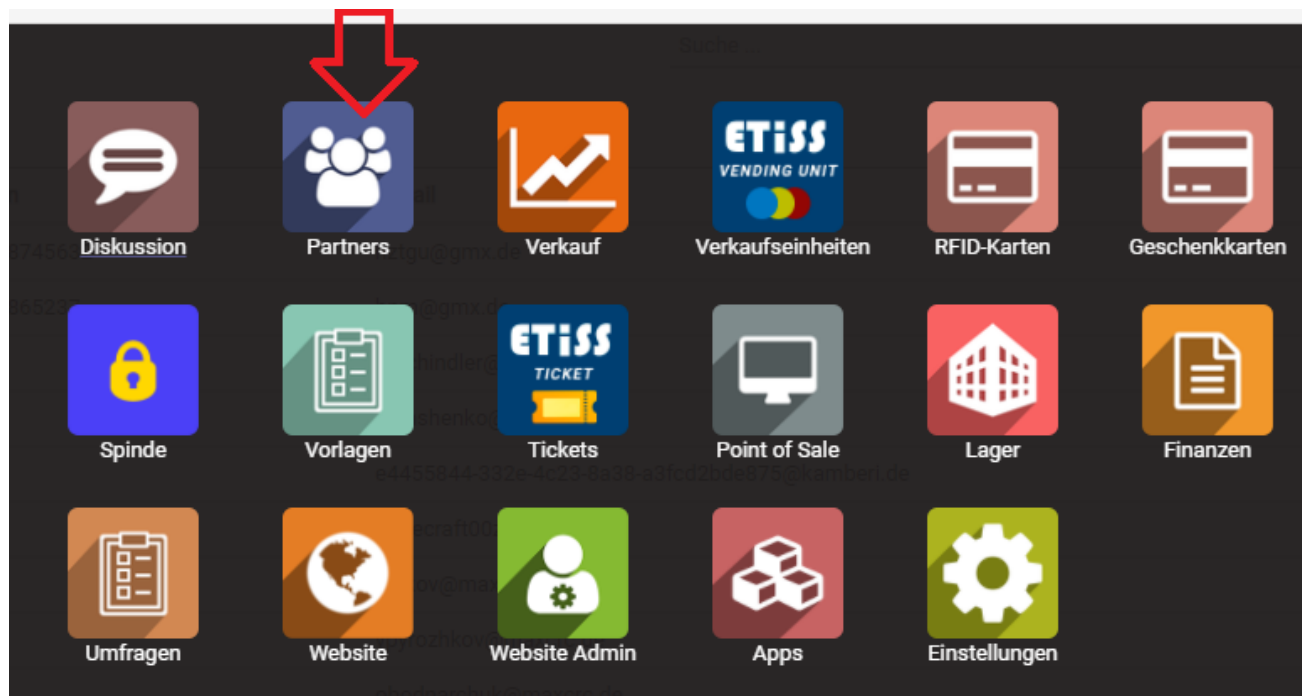 Suche ...
ETiSS
VENDING UNIT
Diskussion
Partners
Verkauf
Verkaufseinheiten
RFID-Karten
Geschenkkarten
ETiSS
TICKET
Spinde
Vorlagen
Tickets
Point of Sale
Lager
Finanzen
e4455844-332e-4c23-8a38-a3fcd2bde875@kamberi.de
Umfragen
Website
Website Admin
Apps
Einstellungen